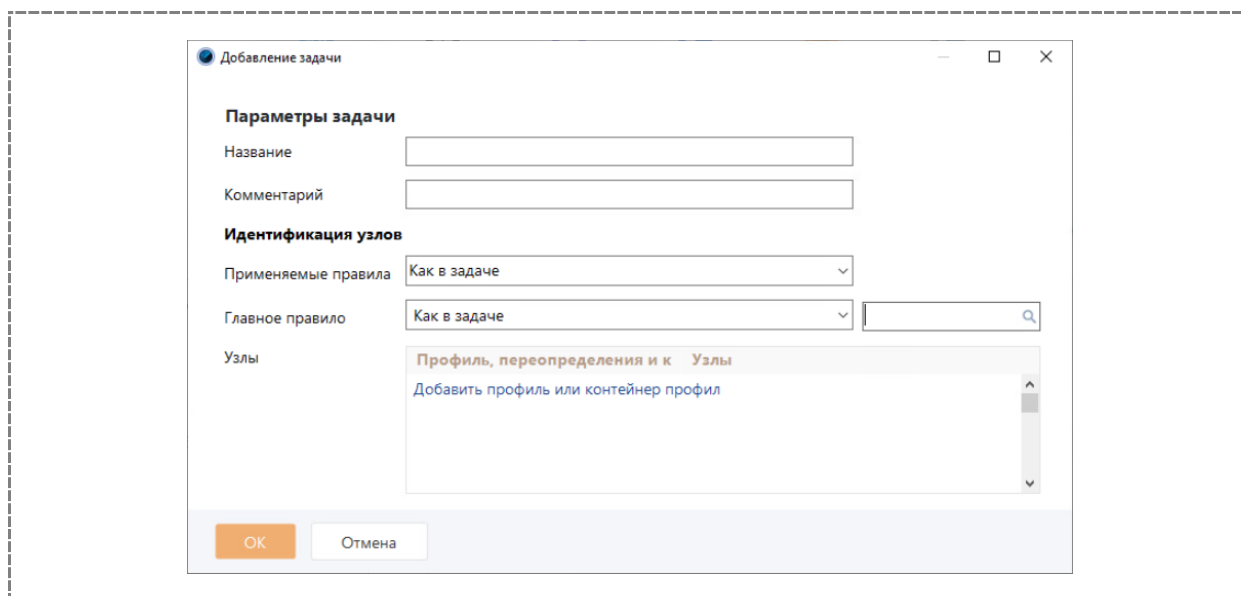 Добавление задачи
Параметры задачи
Название
Комментарий
Идентификация узлов
Применяемые правила Как в задаче
Главное правило Как в задаче
Узлы Профиль, переопределения и к Узлы
Добавить профиль или контейнер профил
ОК Отмена